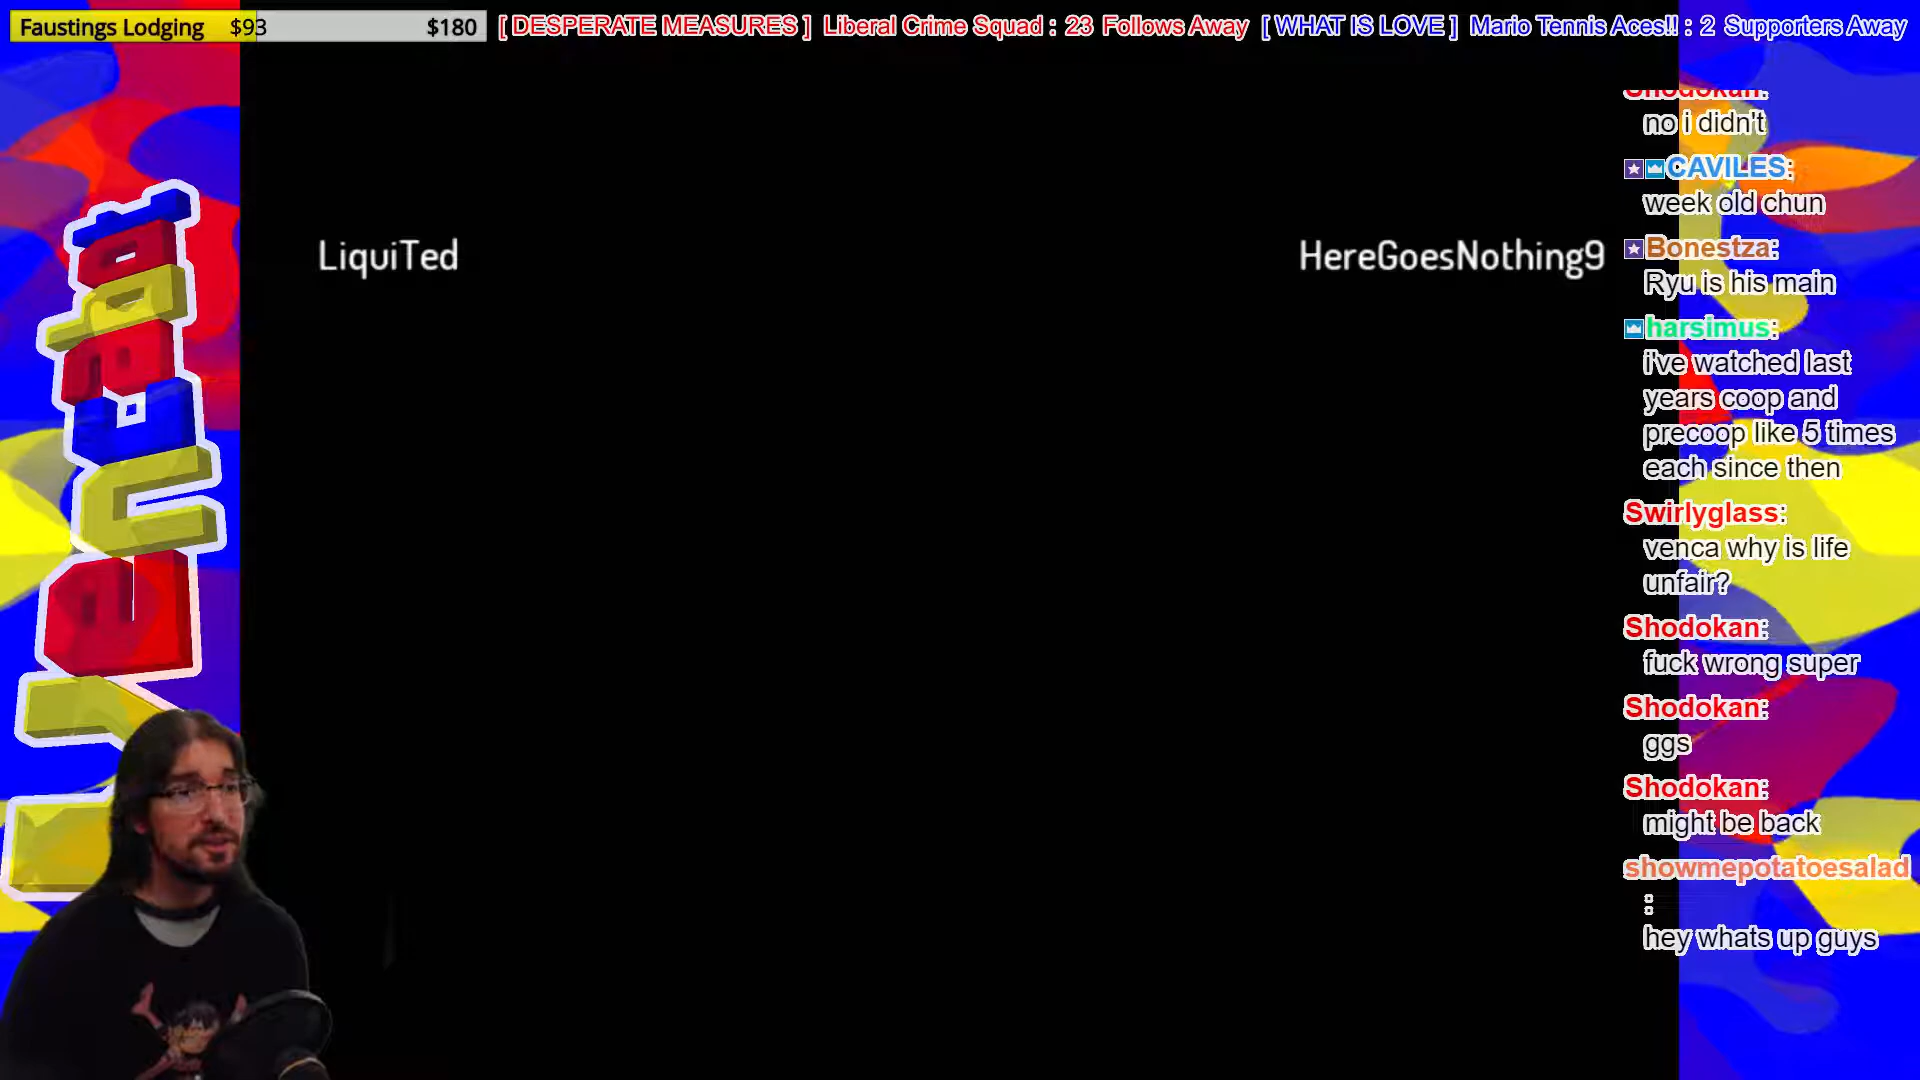 Faustings Lodging $93 $180 [ DESPERATE MEASURES ] Liberal Crime Squad : 23 Follows Away [ WHAT IS LOVE ] Mario Tennis Aces!! : 2 Supporters Away
LiquiTed
HereGoesNothing9
Shodokan:
no i didn't
CAVILES:
week old chun
Bonestza:
Ryu is his main
harsimus:
i've watched last
years coop and
precoop like 5 times
each since then
Swirlyglass:
venca why is life
unfair?
Shodokan:
fuck wrong super
Shodokan:
ggs
Shodokan:
might be back
showmepotatoesalad
:
hey whats up guys